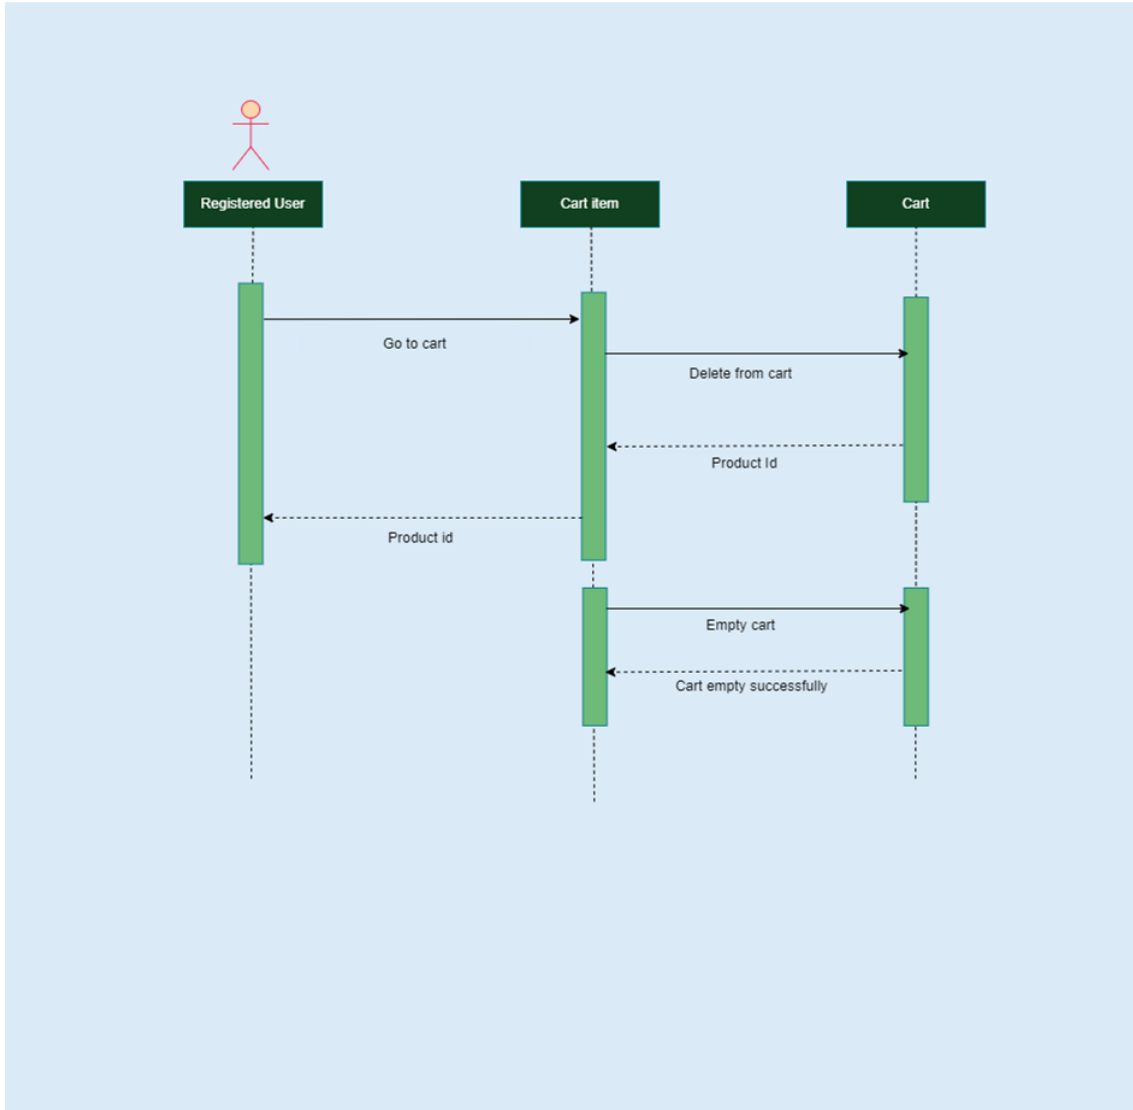 Registered User
Cart item
Cart
Go to cart
Delete from cart
Product Id
Product id
Empty cart
Cart empty successfully